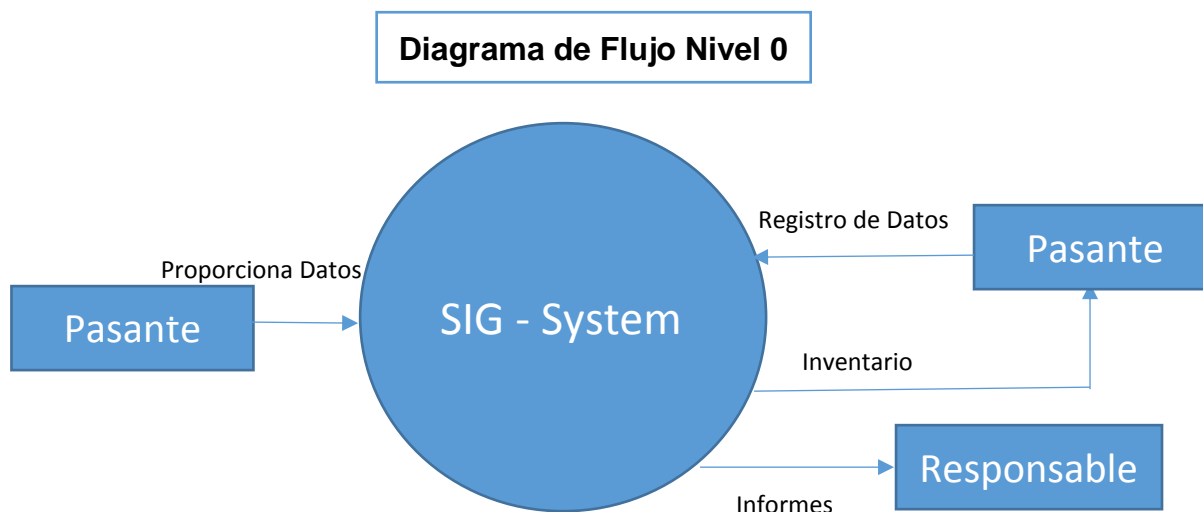 Diagrama de Flujo Nivel 0
Registro de Datos
Pasante
Proporciona Datos
Pasante
SIG - System
Inventario
Responsable
Informes